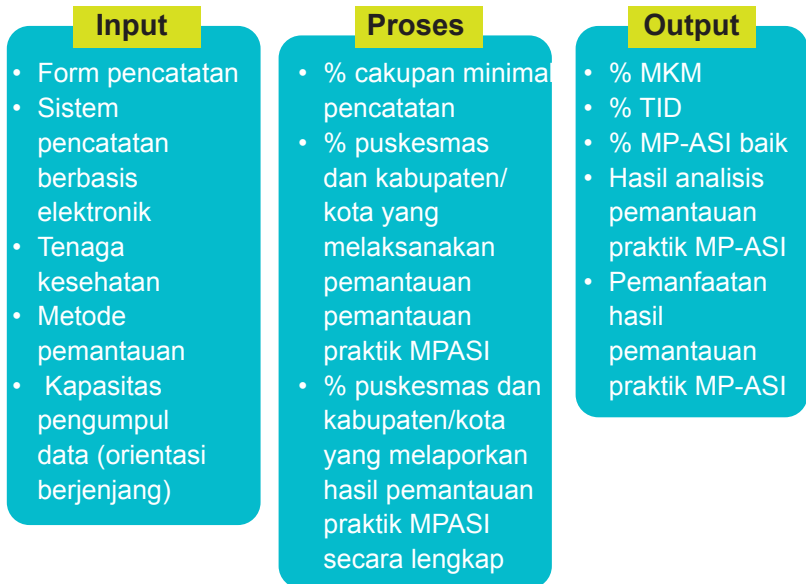 Input
• Form pencatatan
• Sistem
pencatatan
berbasis
elektronik
• Tenaga
kesehatan
• Metode
pemantauan
• Kapasitas
pengumpul
data (orientasi
berjenjang)
Proses
• % cakupan minimal
pencatatan
• % puskesmas
dan kabupaten/
kota yang
melaksanakan
pemantauan
pemantauan
praktik MPASI
• % puskesmas dan
kabupaten/kota
yang melaporkan
hasil pemantauan
praktik MPASI
secara lengkap
Output
• % MKM
• % TID
• % MP-ASI baik
• Hasil analisis
pemantauan
praktik MP-ASI
• Pemanfaatan
hasil
pemantauan
praktik MP-ASI